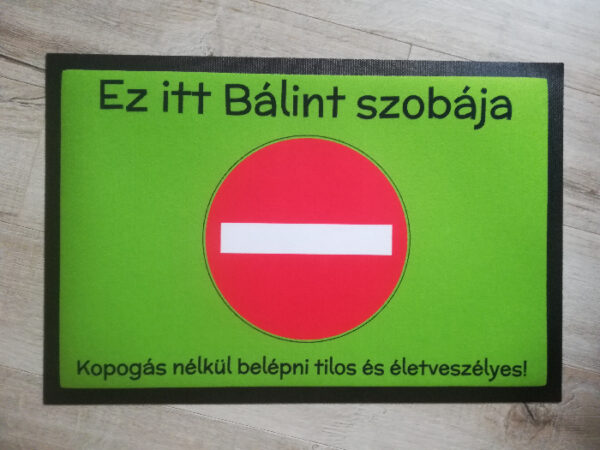 Ez itt Bálint szobája
Kopogás nélkül belépni tilos és életveszélyes!